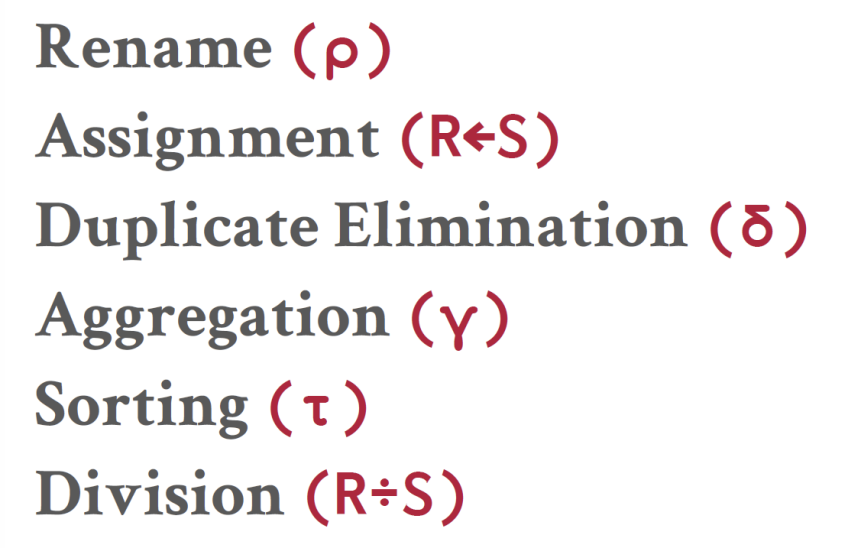 Rename (ρ)
Assignment (R←S)
Duplicate Elimination (δ)
Aggregation (γ)
Sorting (τ)
Division (R÷S)